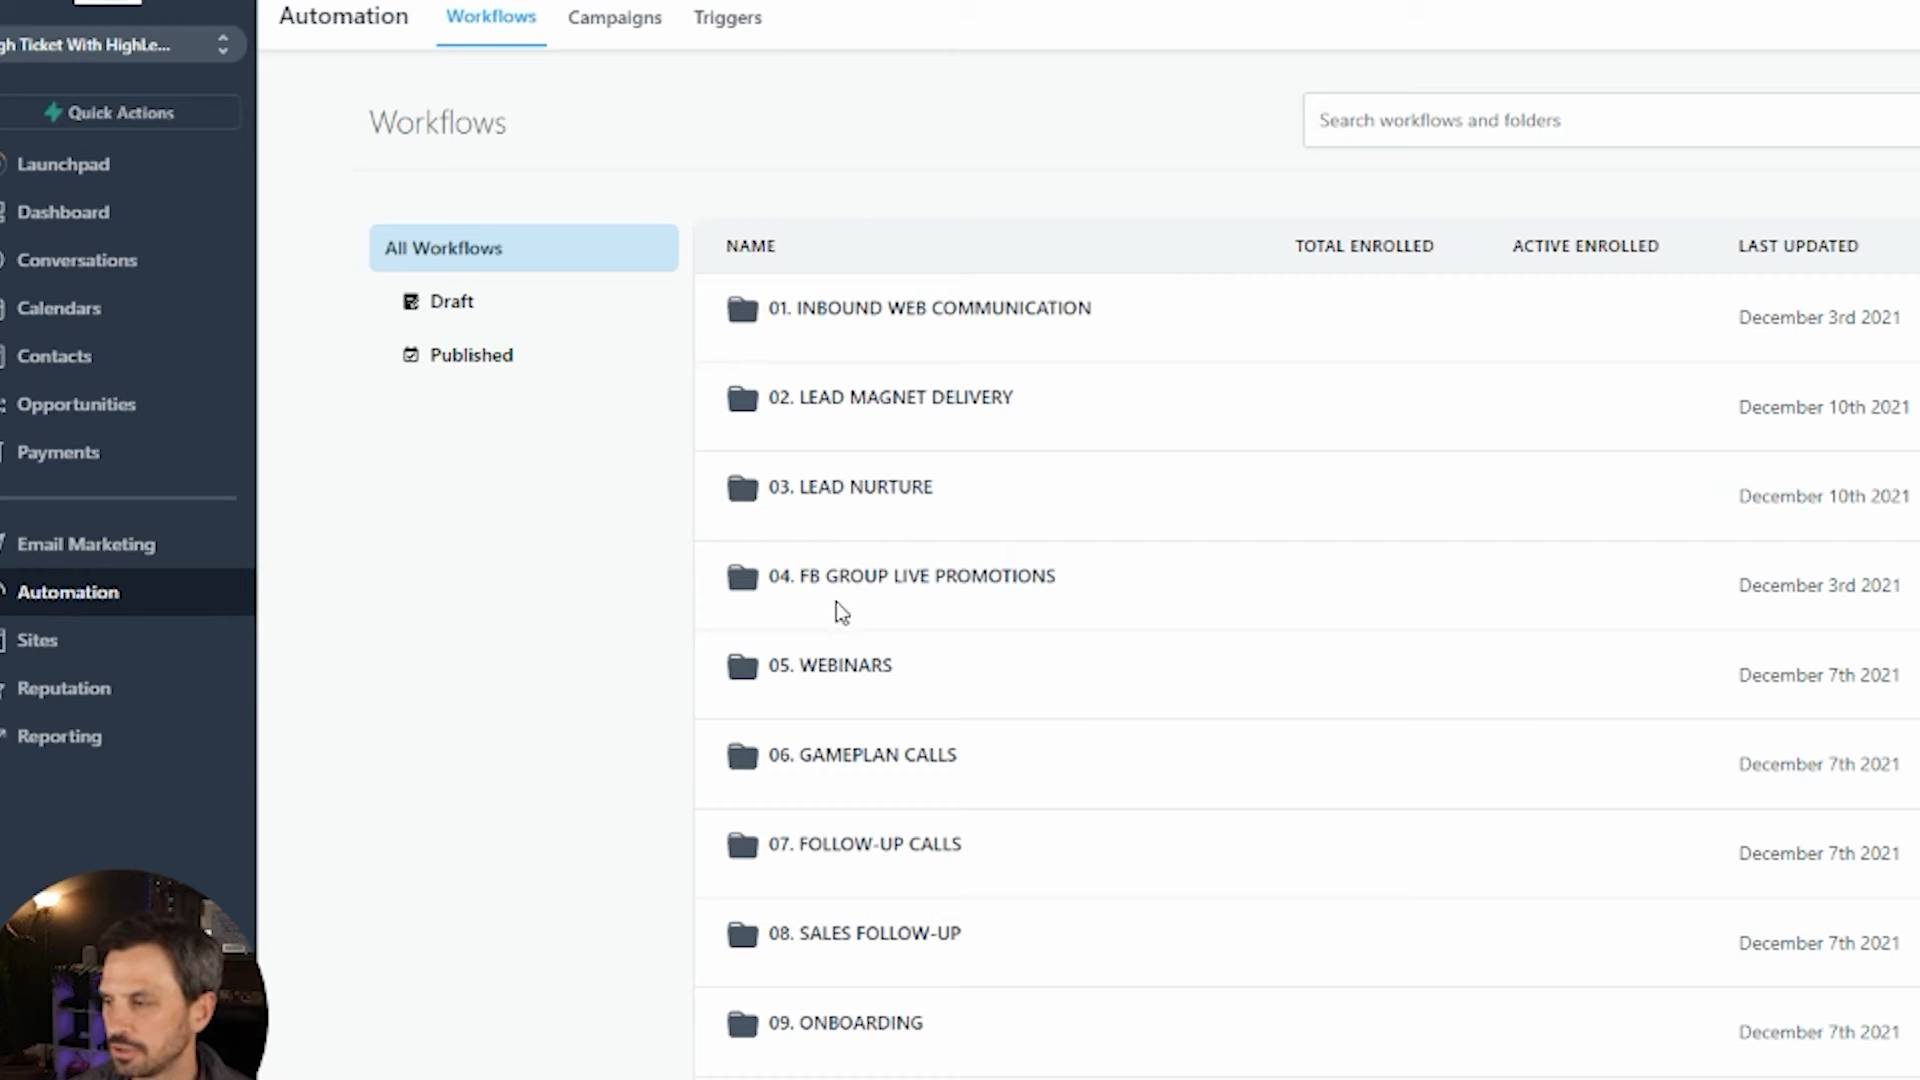 Automation Workflows Campaigns Triggers
gh Ticket With HighLe...
Quick Actions
Launchpad
Dashboard
Conversations
Calendars
Contacts
Opportunities
Payments
Email Marketing
Automation
Sites
Reputation
Reporting
Workflows
Search workflows and folders
All Workflows
Draft
Published
NAME TOTAL ENROLLED ACTIVE ENROLLED LAST UPDATED
01. INBOUND WEB COMMUNICATION December 3rd 2021
02. LEAD MAGNET DELIVERY December 10th 2021
03. LEAD NURTURE December 10th 2021
04. FB GROUP LIVE PROMOTIONS December 3rd 2021
05. WEBINARS December 7th 2021
06. GAMEPLAN CALLS December 7th 2021
07. FOLLOW-UP CALLS December 7th 2021
08. SALES FOLLOW-UP December 7th 2021
09. ONBOARDING December 7th 2021